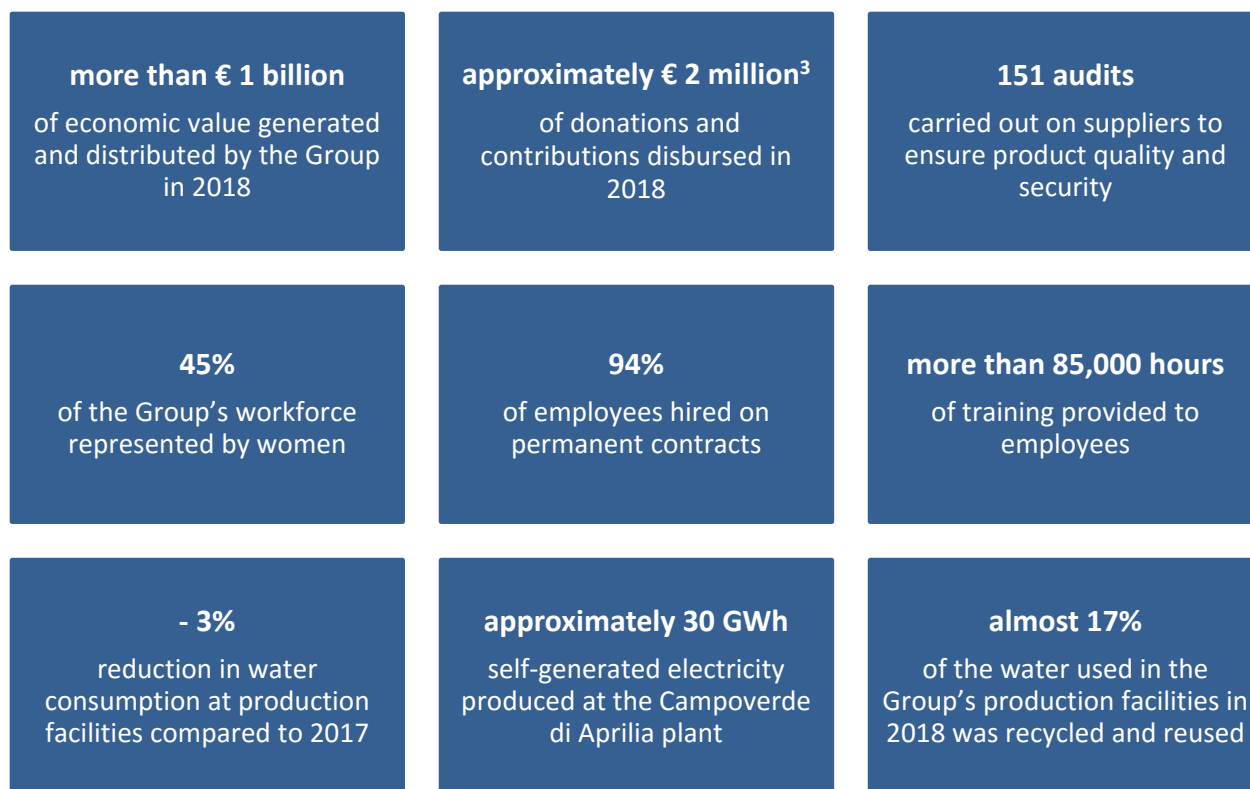 more than € 1 billion
of economic value generated
and distributed by the Group
in 2018
approximately € 2 million³
of donations and
contributions disbursed in
2018
151 audits
carried out on suppliers to
ensure product quality and
security
45%
of the Group’s workforce
represented by women
94%
of employees hired on
permanent contracts
more than 85,000 hours
of training provided to
employees
- 3%
reduction in water
consumption at production
facilities compared to 2017
approximately 30 GWh
self-generated electricity
produced at the Campoverde
di Aprilia plant
almost 17%
of the water used in the
Group’s production facilities in
2018 was recycled and reused